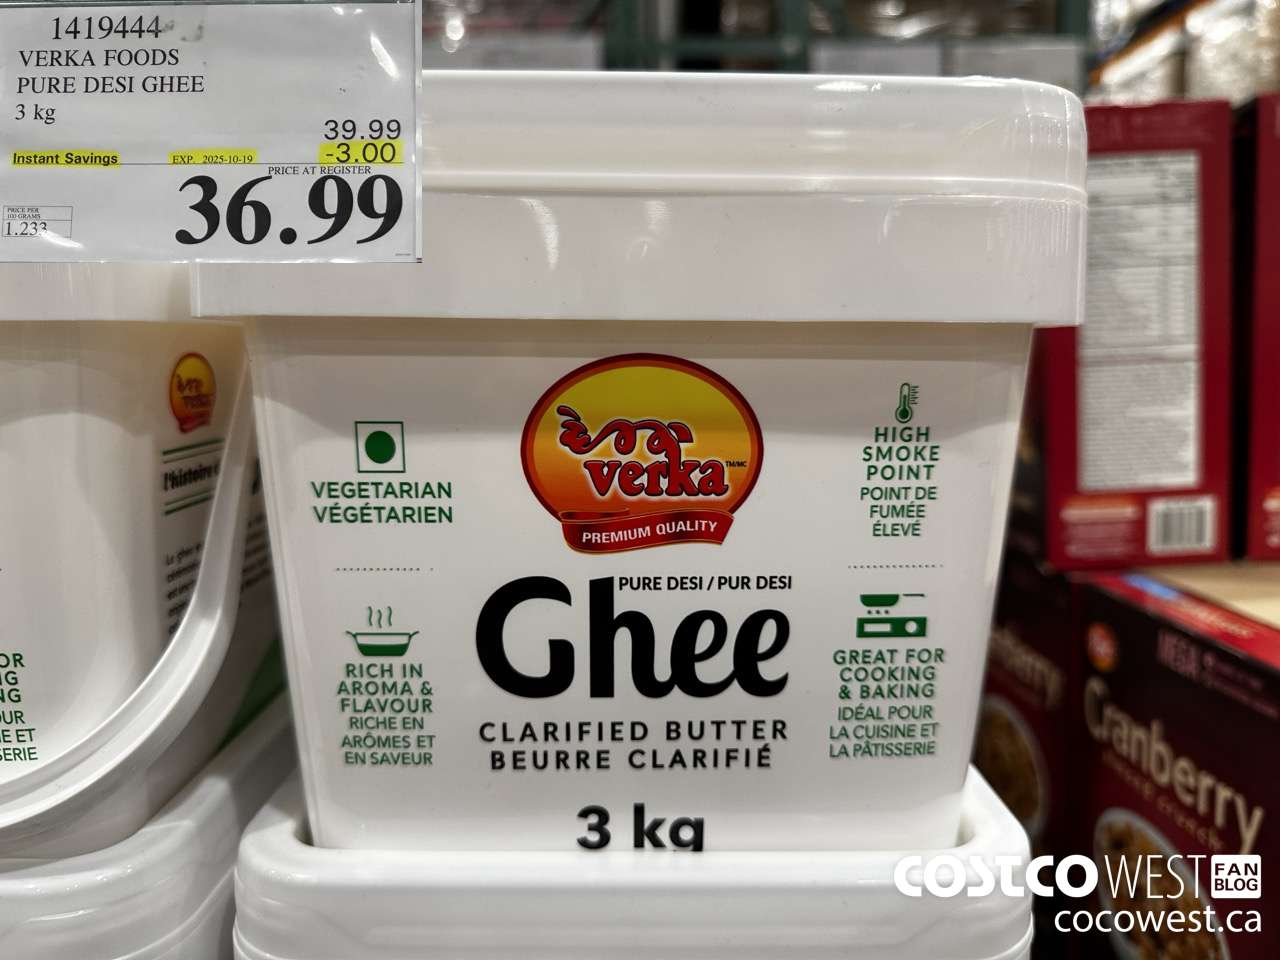 1419444
VERKA FOODS
PURE DESI GHEE
3 kg
39.99
Instant Savings EXP. 2025-10-19 -3.00
PRICE AT REGISTER
36.99
PRICE PER
100 GRAMS
1.233
verka TM/MC
PREMIUM QUALITY
VEGETARIAN
VÉGÉTARIEN
HIGH
SMOKE
POINT
POINT DE
FUMÉE
ÉLEVÉ
PURE DESI / PUR DESI
Ghee
CLARIFIED BUTTER
BEURRE CLARIFIÉ
3 kg
RICH IN
AROMA &
FLAVOUR
RICHE EN
ARÔMES ET
EN SAVEUR
GREAT FOR
COOKING
& BAKING
IDÉAL POUR
LA CUISINE ET
LA PÂTISSERIE
verka
l'histoire
Cranberry
COSTCO WEST FAN BLOG
cocowest.ca